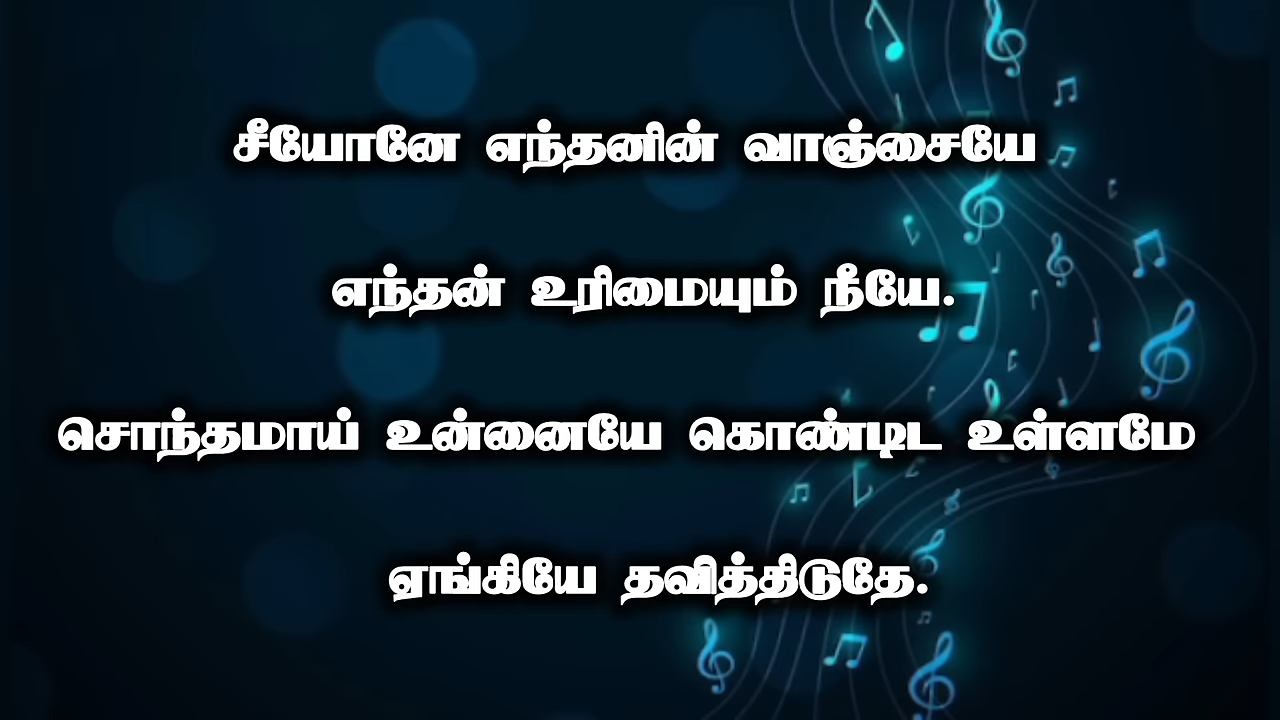 சீயோனே எந்தனின் வாஞ்சையே
எந்தன் உரிமையும் நீயே.
சொந்தமாய் உன்னையே கொண்டிட உள்ளமே
ஏங்கியே தவித்திடுதே.